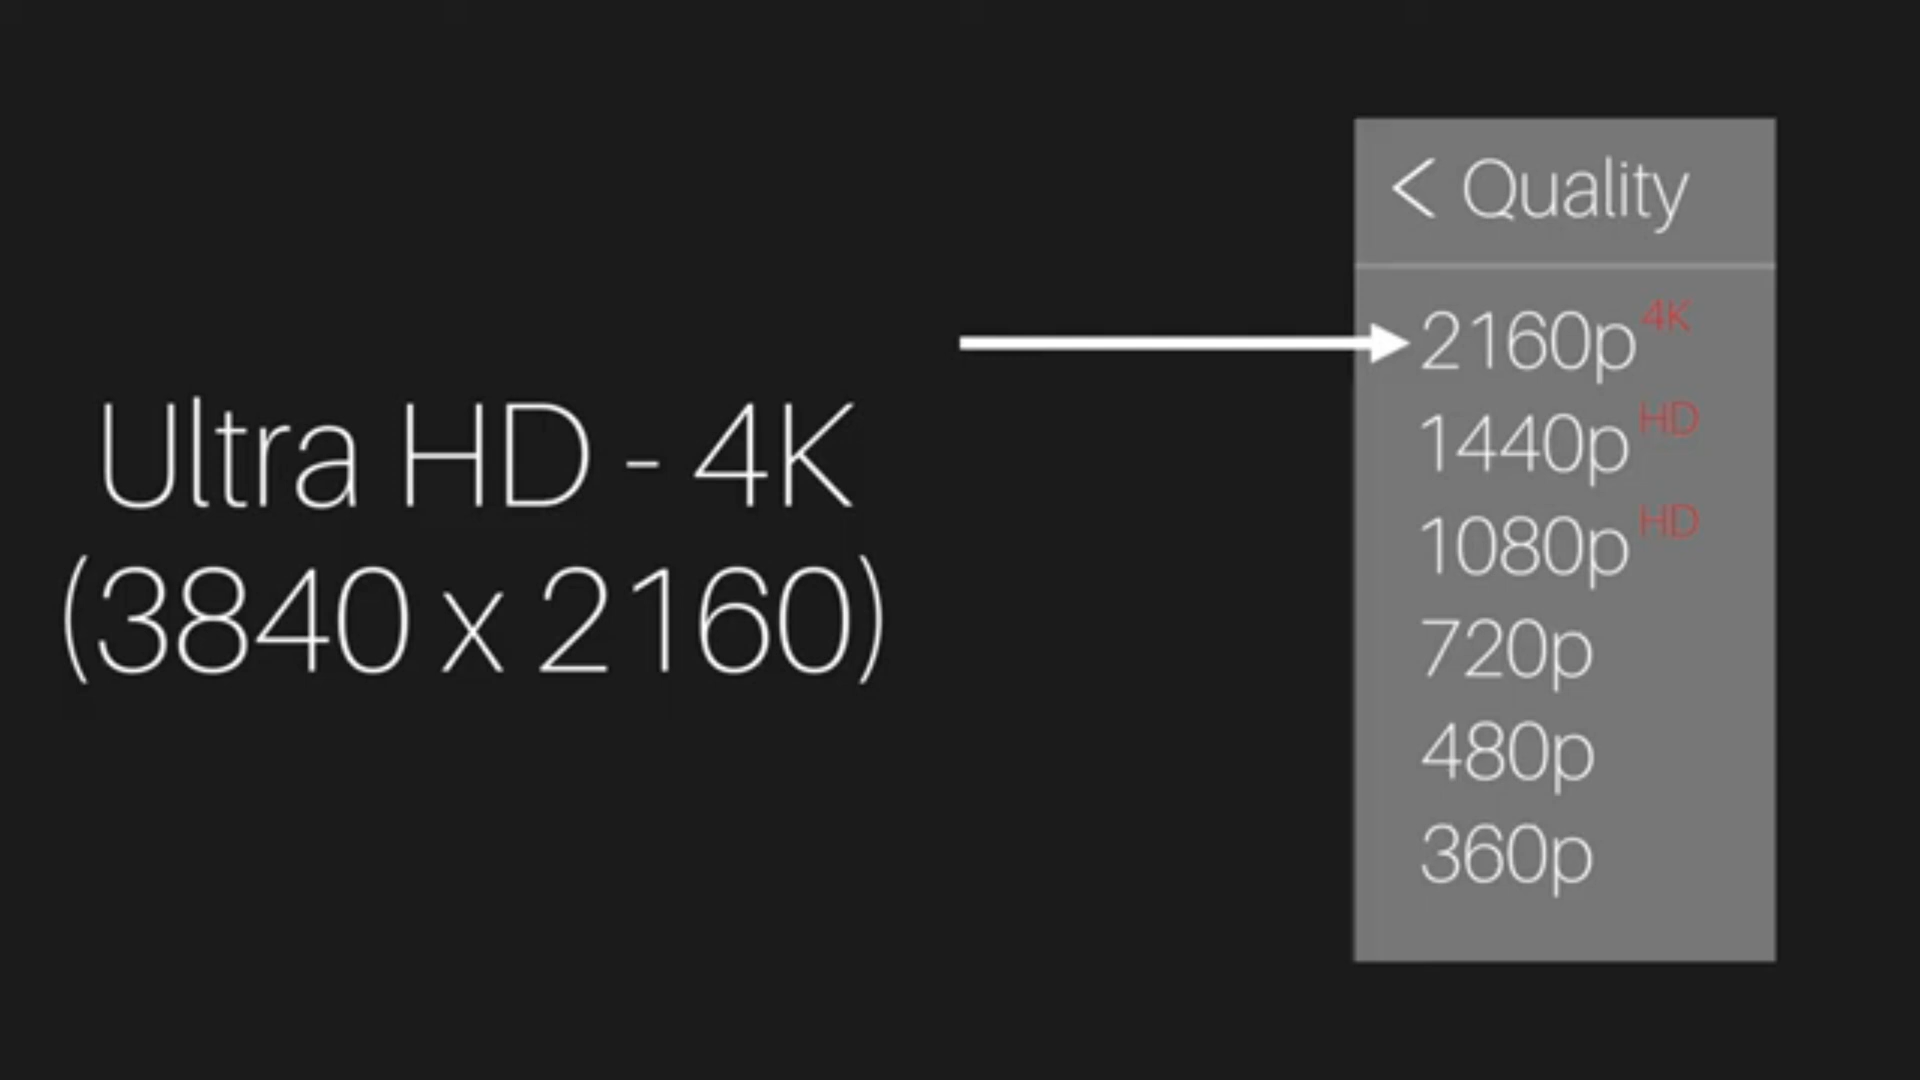 Ultra HD - 4K
(3840 x 2160)
< Quality
2160p 4K
1440p HD
1080p HD
720p
480p
360p